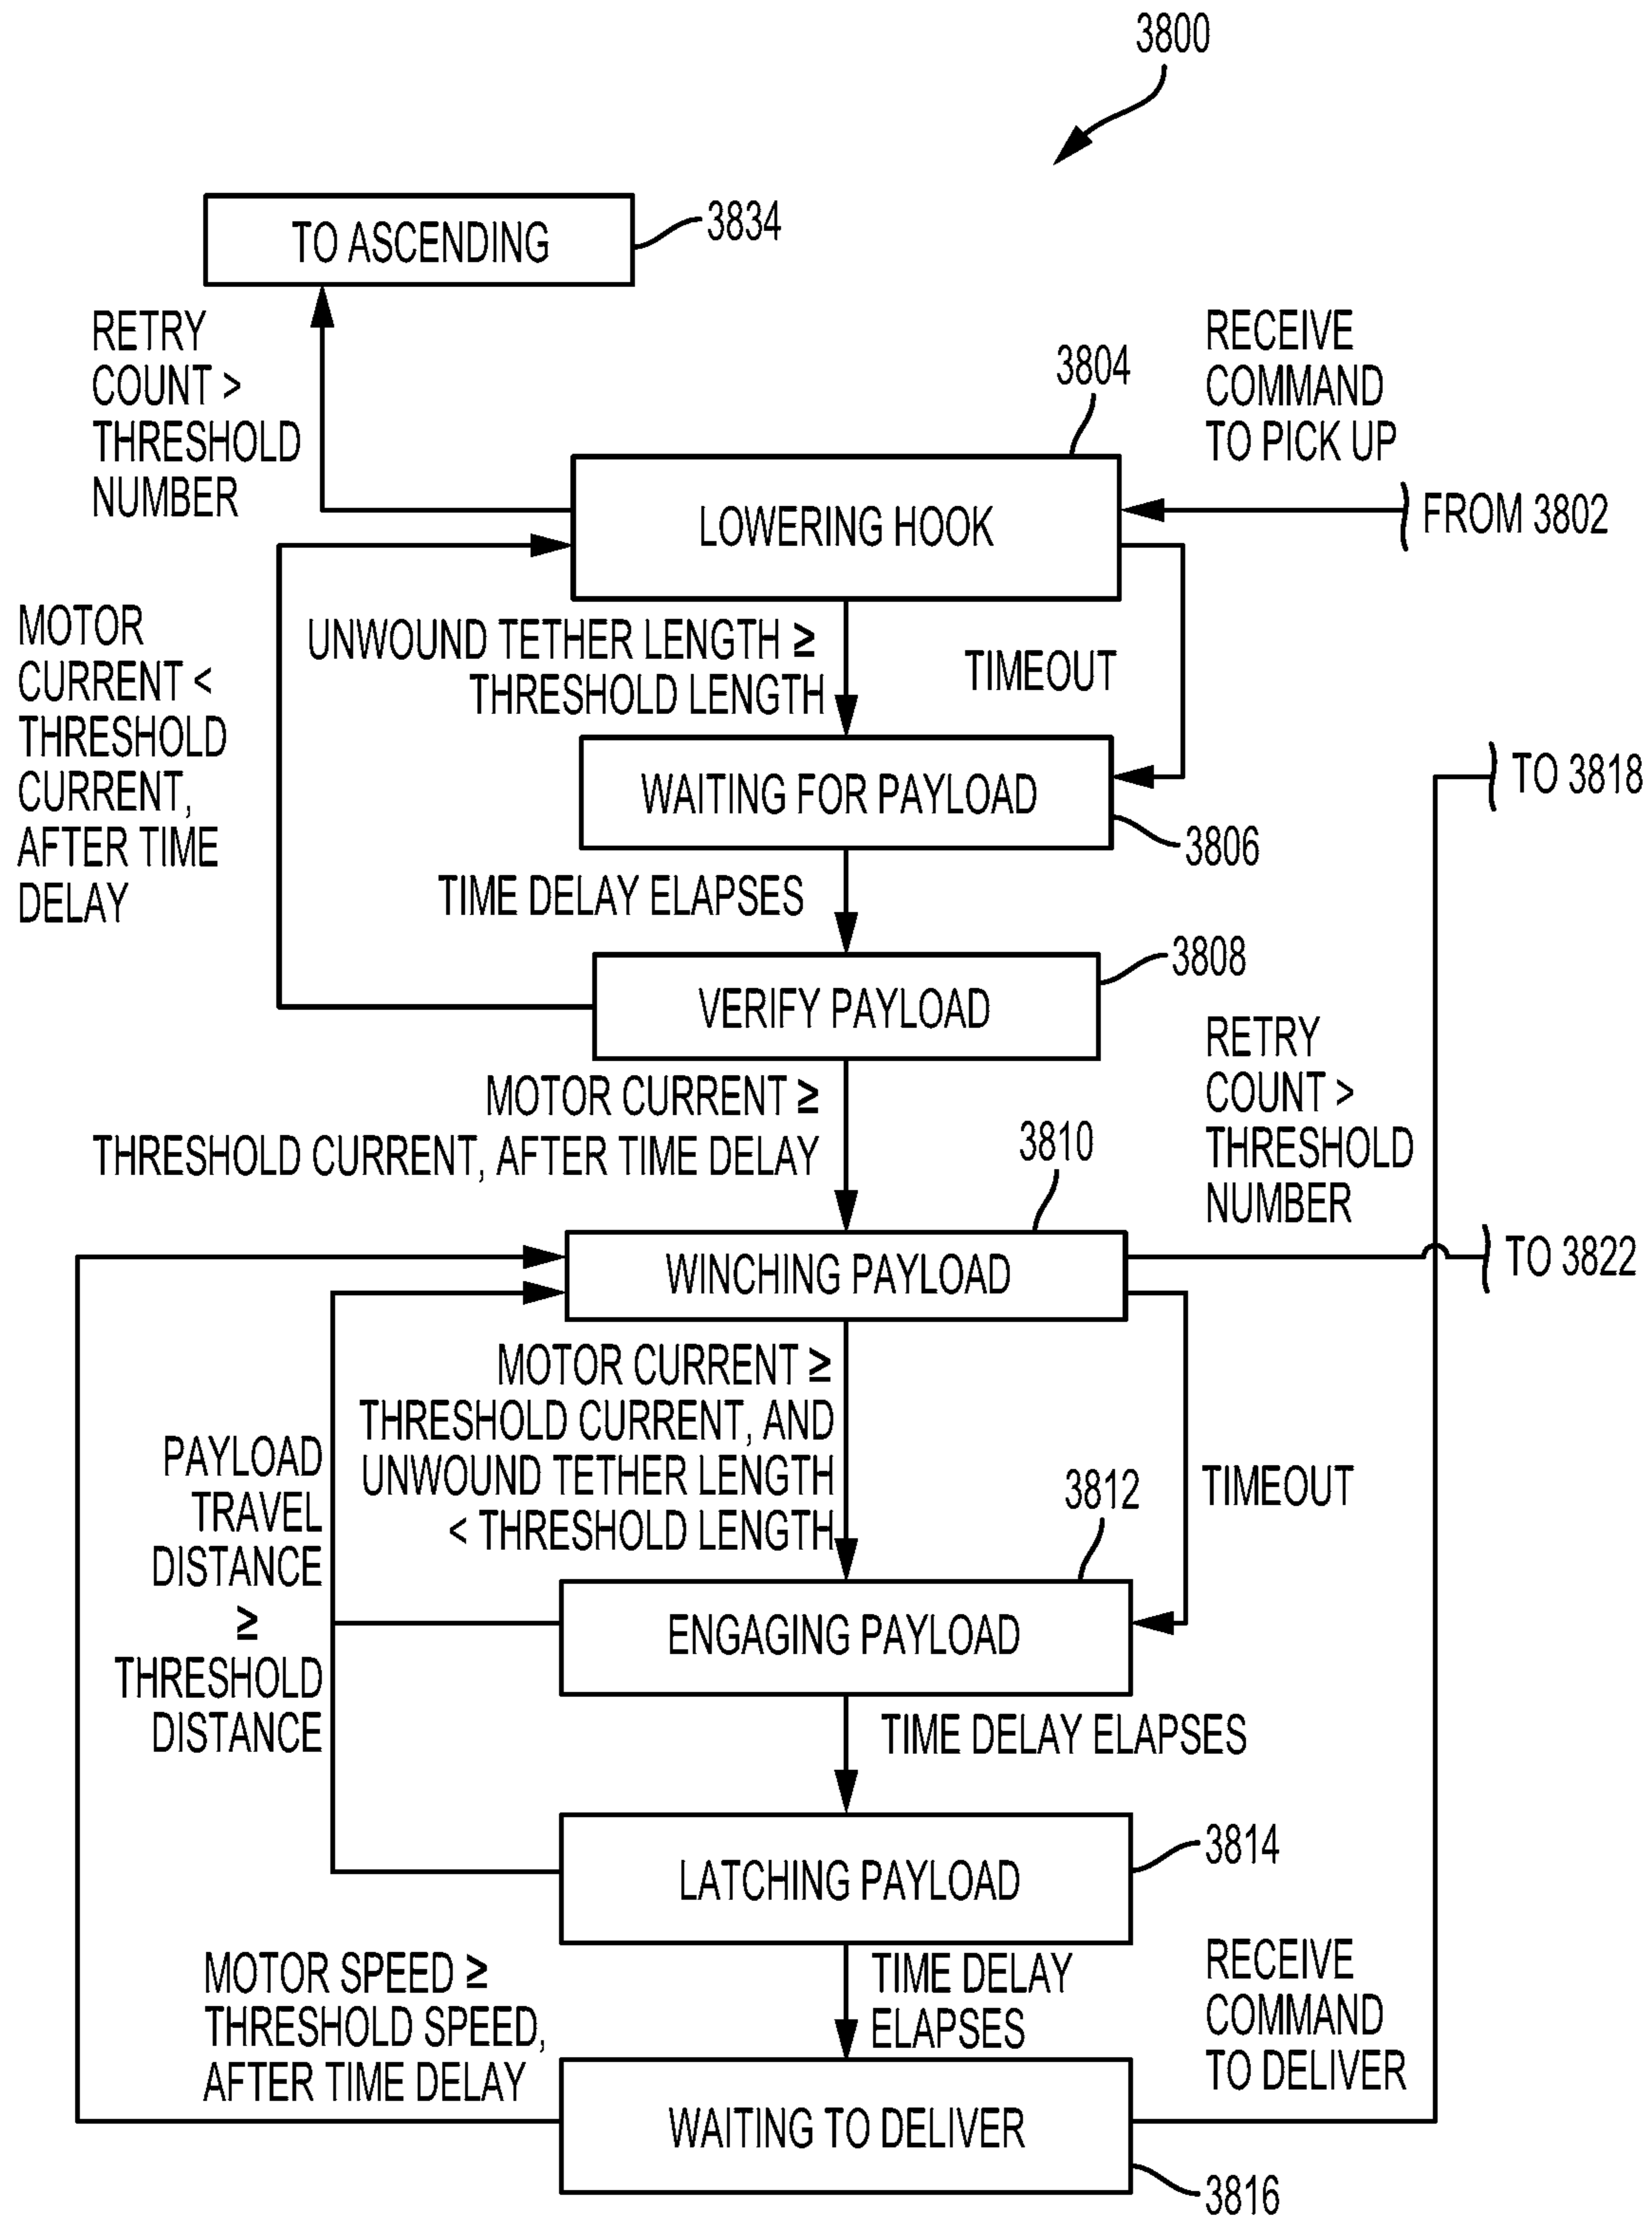 3800
TO ASCENDING
3834
RETRY
COUNT >
THRESHOLD
NUMBER
3804
RECEIVE
COMMAND
TO PICK UP
LOWERING HOOK
FROM 3802
MOTOR
CURRENT <
THRESHOLD
CURRENT,
AFTER TIME
DELAY
UNWOUND TETHER LENGTH ≥
THRESHOLD LENGTH
TIMEOUT
WAITING FOR PAYLOAD
3806
TO 3818
TIME DELAY ELAPSES
3808
VERIFY PAYLOAD
MOTOR CURRENT ≥
THRESHOLD CURRENT, AFTER TIME DELAY
RETRY
COUNT >
THRESHOLD
NUMBER
3810
WINCHING PAYLOAD
TO 3822
MOTOR CURRENT ≥
THRESHOLD CURRENT, AND
UNWOUND TETHER LENGTH
< THRESHOLD LENGTH
PAYLOAD
TRAVEL
DISTANCE
≥
THRESHOLD
DISTANCE
3812
TIMEOUT
ENGAGING PAYLOAD
TIME DELAY ELAPSES
LATCHING PAYLOAD
3814
MOTOR SPEED ≥
THRESHOLD SPEED,
AFTER TIME DELAY
TIME DELAY
ELAPSES
RECEIVE
COMMAND
TO DELIVER
WAITING TO DELIVER
3816